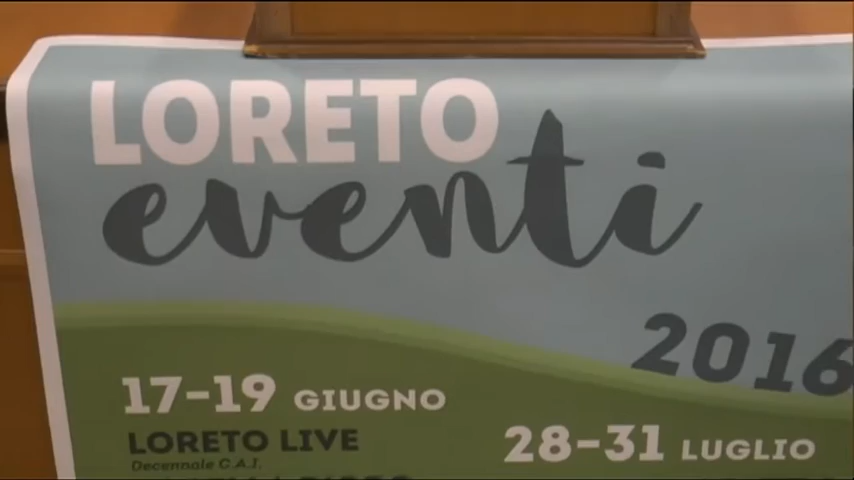 LORETO
eventi
2016
17-19 GIUGNO
LORETO LIVE
Decennale C.A.I.
28-31 LUGLIO